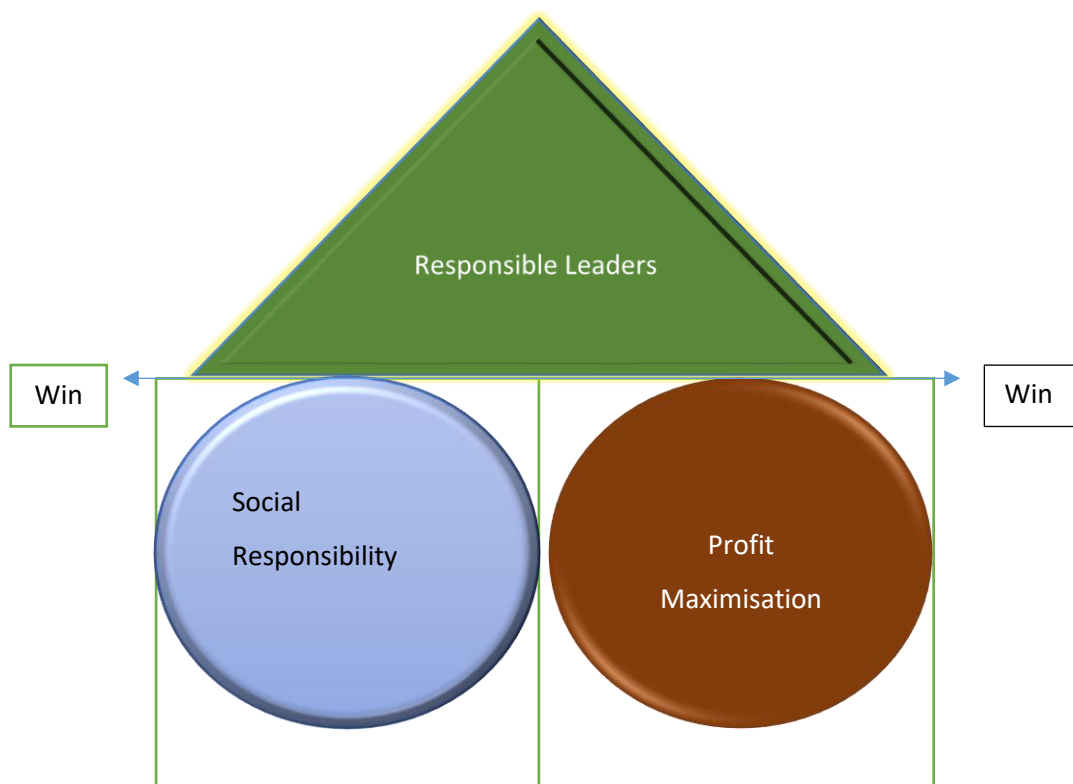 Responsible Leaders
Win
Win
Social
Responsibility
Profit
Maximisation